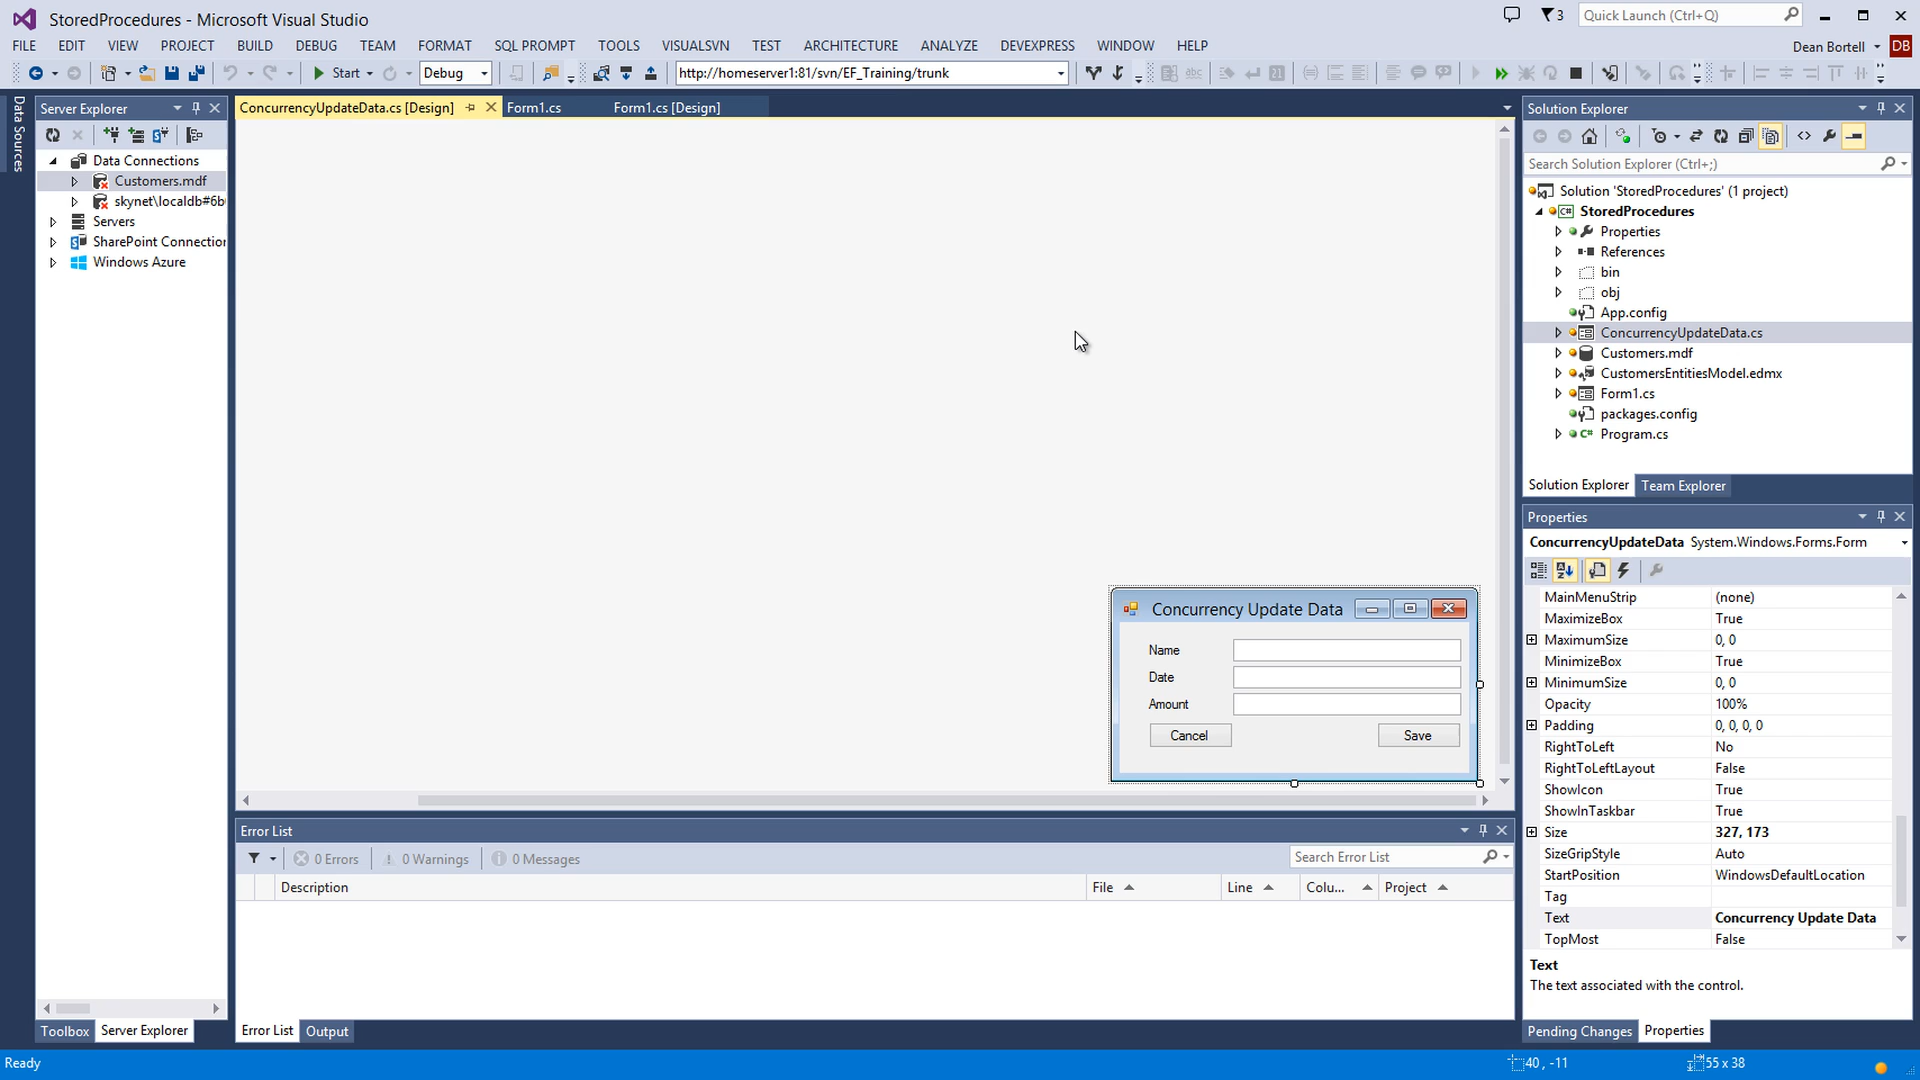 StoredProcedures - Microsoft Visual Studio
3
Quick Launch (Ctrl+Q)
FILE EDIT VIEW PROJECT BUILD DEBUG TEAM FORMAT SQL PROMPT TOOLS VISUALSVN TEST ARCHITECTURE ANALYZE DEVEXPRESS WINDOW HELP
Dean Bortell DB
Start Debug http://homeserver1:81/svn/EF_Training/trunk
Data Sources
Server Explorer
Data Connections
Customers.mdf
skynet\localdb#6b
Servers
SharePoint Connection
Windows Azure
Toolbox Server Explorer
ConcurrencyUpdateData.cs [Design] Form1.cs Form1.cs [Design]
Concurrency Update Data
Name
Date
Amount
Cancel Save
Error List
0 Errors 0 Warnings 0 Messages Search Error List
Description File Line Colu... Project
Error List Output
Solution Explorer
Search Solution Explorer (Ctrl+;)
Solution 'StoredProcedures' (1 project)
StoredProcedures
Properties
References
bin
obj
App.config
ConcurrencyUpdateData.cs
Customers.mdf
CustomersEntitiesModel.edmx
Form1.cs
packages.config
Program.cs
Solution Explorer Team Explorer
Properties
ConcurrencyUpdateData System.Windows.Forms.Form
MainMenuStrip (none)
MaximizeBox True
MaximumSize 0, 0
MinimizeBox True
MinimumSize 0, 0
Opacity 100%
Padding 0, 0, 0, 0
RightToLeft No
RightToLeftLayout False
ShowIcon True
ShowInTaskbar True
Size 327, 173
SizeGripStyle Auto
StartPosition WindowsDefaultLocation
Tag
Text Concurrency Update Data
TopMost False
Text
The text associated with the control.
Pending Changes Properties
Ready
40 , -11
55 x 38